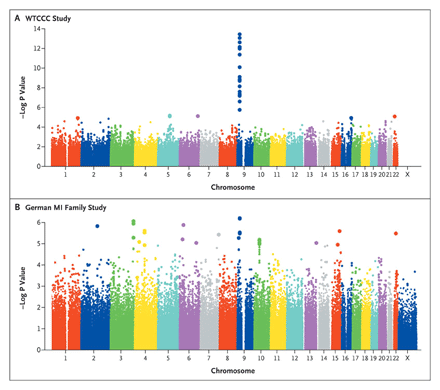 A WTCCC Study
14
12
10
8
6
4
2
0
−Log P Value
1 2 3 4 5 6 7 8 9 10 11 12 13 14 15 16 17 18 19 20 21 22 X
Chromosome
B German MI Family Study
6
5
4
3
2
1
0
−Log P Value
1 2 3 4 5 6 7 8 9 10 11 12 13 14 15 16 17 18 19 20 21 22 X
Chromosome